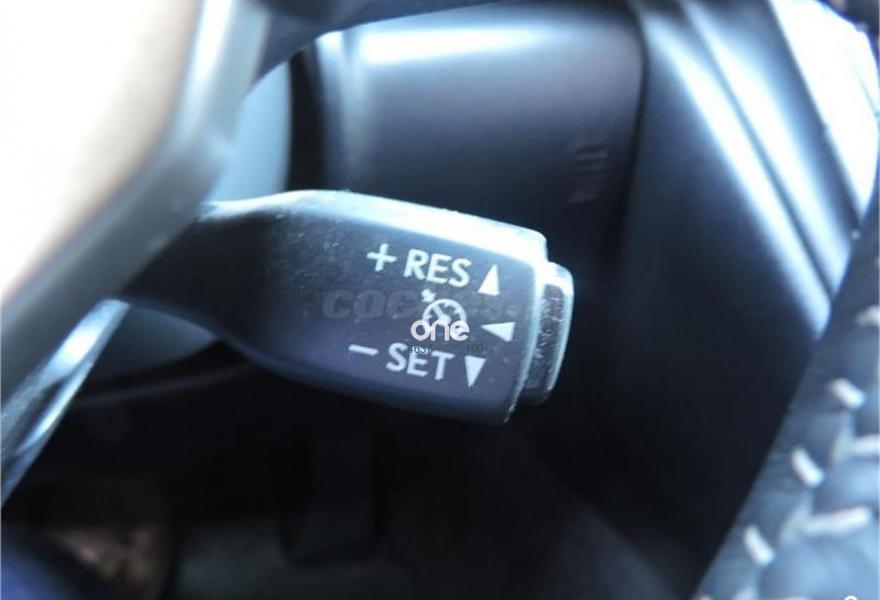 + RES
one
- SET